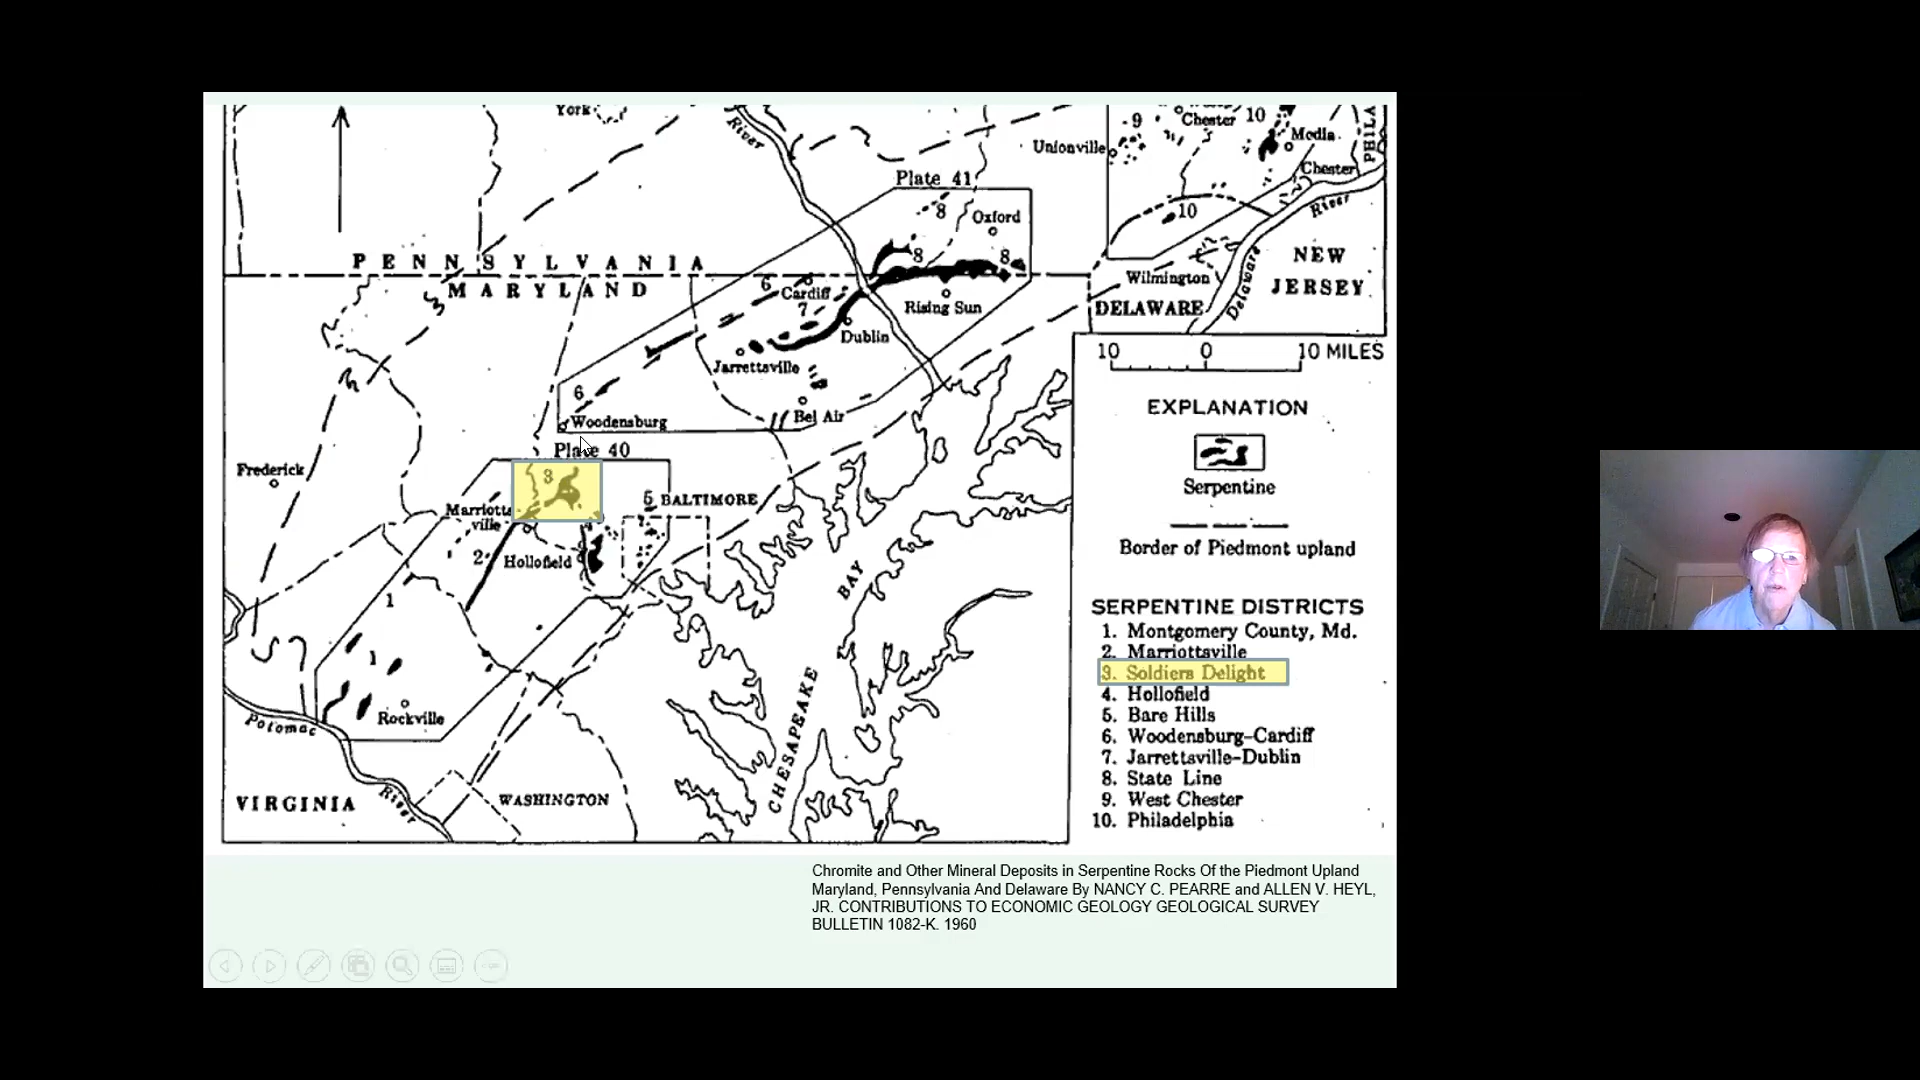 York
River
9
Chester
10
Media
PHILA
Unionville
Chester
Plate 41
River
8
Oxford
10
PENNSYLVANIA
8
8
NEW
JERSEY
MARYLAND
6
Cardiff
Wilmington
Delaware
7
Rising Sun
DELAWARE
Dublin
10 0 10 MILES
Jarrettsville
6
EXPLANATION
Woodensburg
Bel Air
Plate 40
Frederick
3
Serpentine
5 BALTIMORE
Marriotts
ville
Border of Piedmont upland
2
Hollofield
BAY
1
SERPENTINE DISTRICTS
1. Montgomery County, Md.
2. Marriottsville
3. Soldiers Delight
4. Hollofield
5. Bare Hills
6. Woodensburg-Cardiff
7. Jarrettsville-Dublin
8. State Line
9. West Chester
10. Philadelphia
1
Rockville
Potomac
River
CHESAPEAKE
VIRGINIA
WASHINGTON
Chromite and Other Mineral Deposits in Serpentine Rocks Of the Piedmont Upland
Maryland, Pennsylvania And Delaware By NANCY C. PEARRE and ALLEN V. HEYL,
JR. CONTRIBUTIONS TO ECONOMIC GEOLOGY GEOLOGICAL SURVEY
BULLETIN 1082-K. 1960